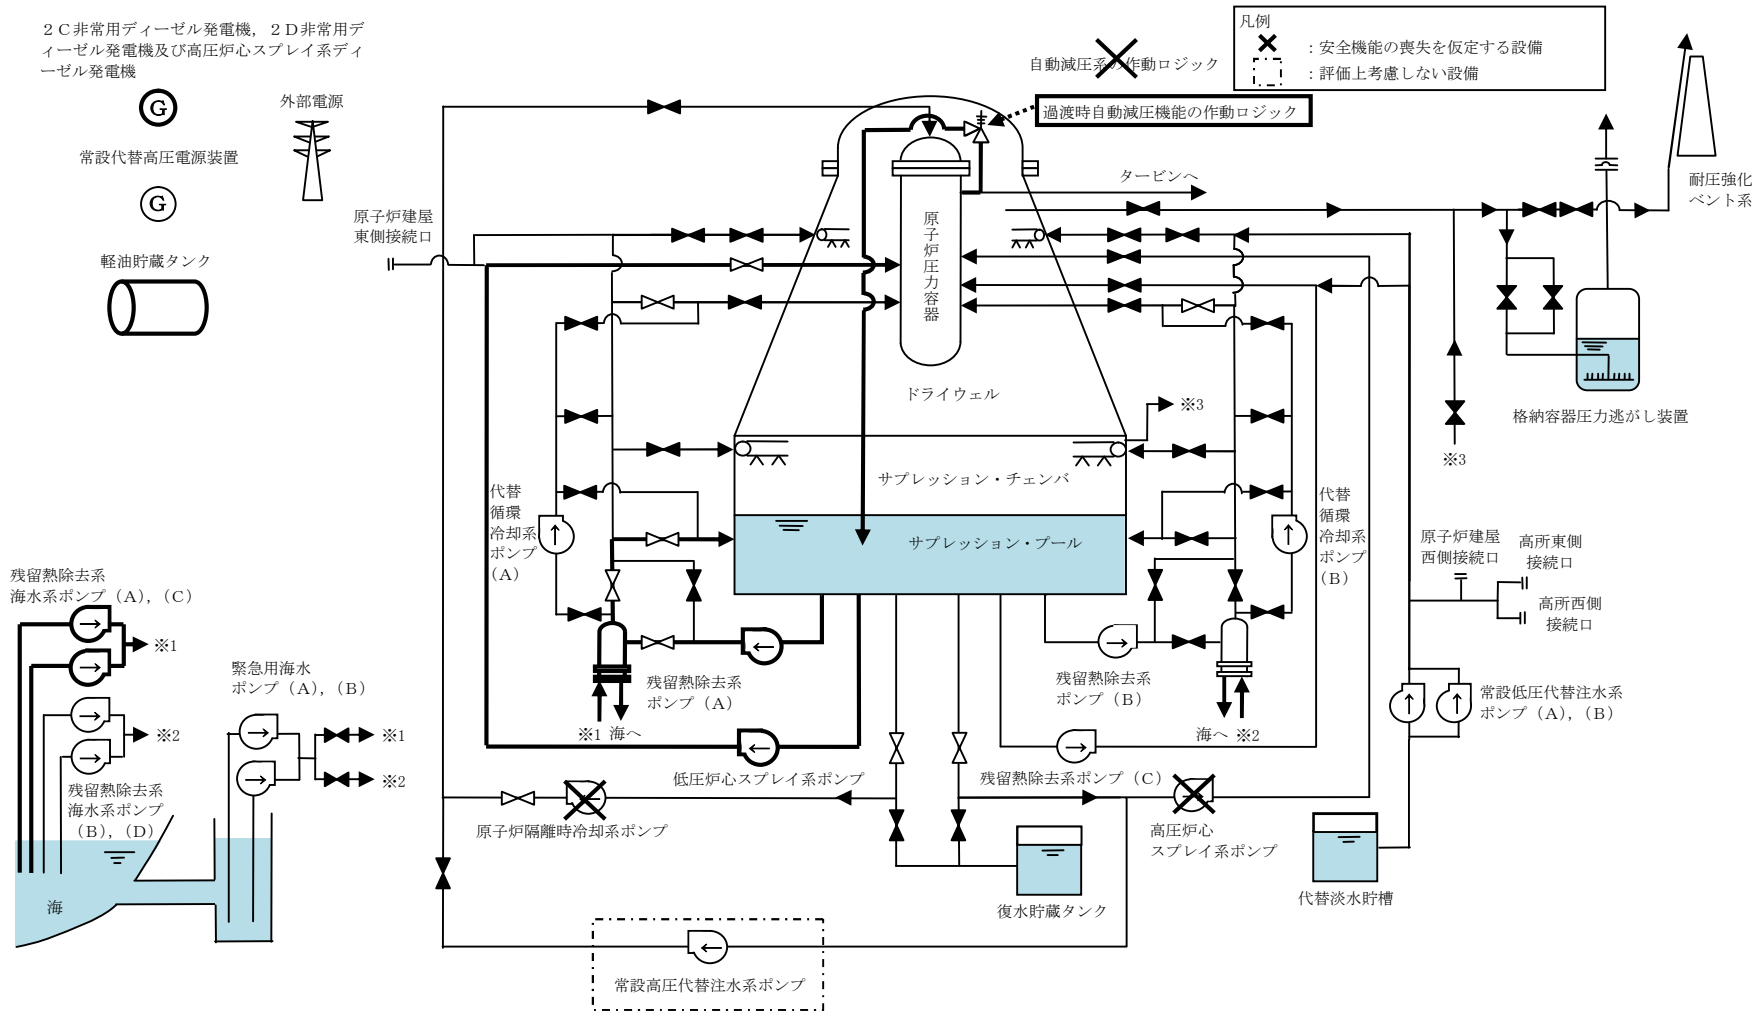 ２Ｃ非常用ディーゼル発電機，２Ｄ非常用デ
ィーゼル発電機及び高圧炉心スプレイ系ディ
ーゼル発電機
G
外部電源
常設代替高圧電源装置
G
軽油貯蔵タンク
原子炉建屋
東側接続口
自動減圧系の作動ロジック
凡例
：安全機能の喪失を仮定する設備
：評価上考慮しない設備
過渡時自動減圧機能の作動ロジック
タービンへ
耐圧強化
ベント系
原子炉圧力容器
ドライウェル
※3
格納容器圧力逃がし装置
※3
サプレッション・チェンバ
サプレッション・プール
代替
循環
冷却系
ポンプ
（A）
代替
循環
冷却系
ポンプ
（B）
原子炉建屋
西側接続口
高所東側
接続口
高所西側
接続口
残留熱除去系
海水系ポンプ（A），（C）
※1
※2
残留熱除去系
海水系ポンプ
（B），（D）
緊急用海水
ポンプ（A），（B）
※1
※2
海
残留熱除去系
ポンプ（A）
※1 海へ
残留熱除去系
ポンプ（B）
海へ ※2
常設低圧代替注水系
ポンプ（A），（B）
低圧炉心スプレイ系ポンプ
残留熱除去系ポンプ（C）
原子炉隔離時冷却系ポンプ
高圧炉心
スプレイ系ポンプ
復水貯蔵タンク
代替淡水貯槽
常設高圧代替注水系ポンプ